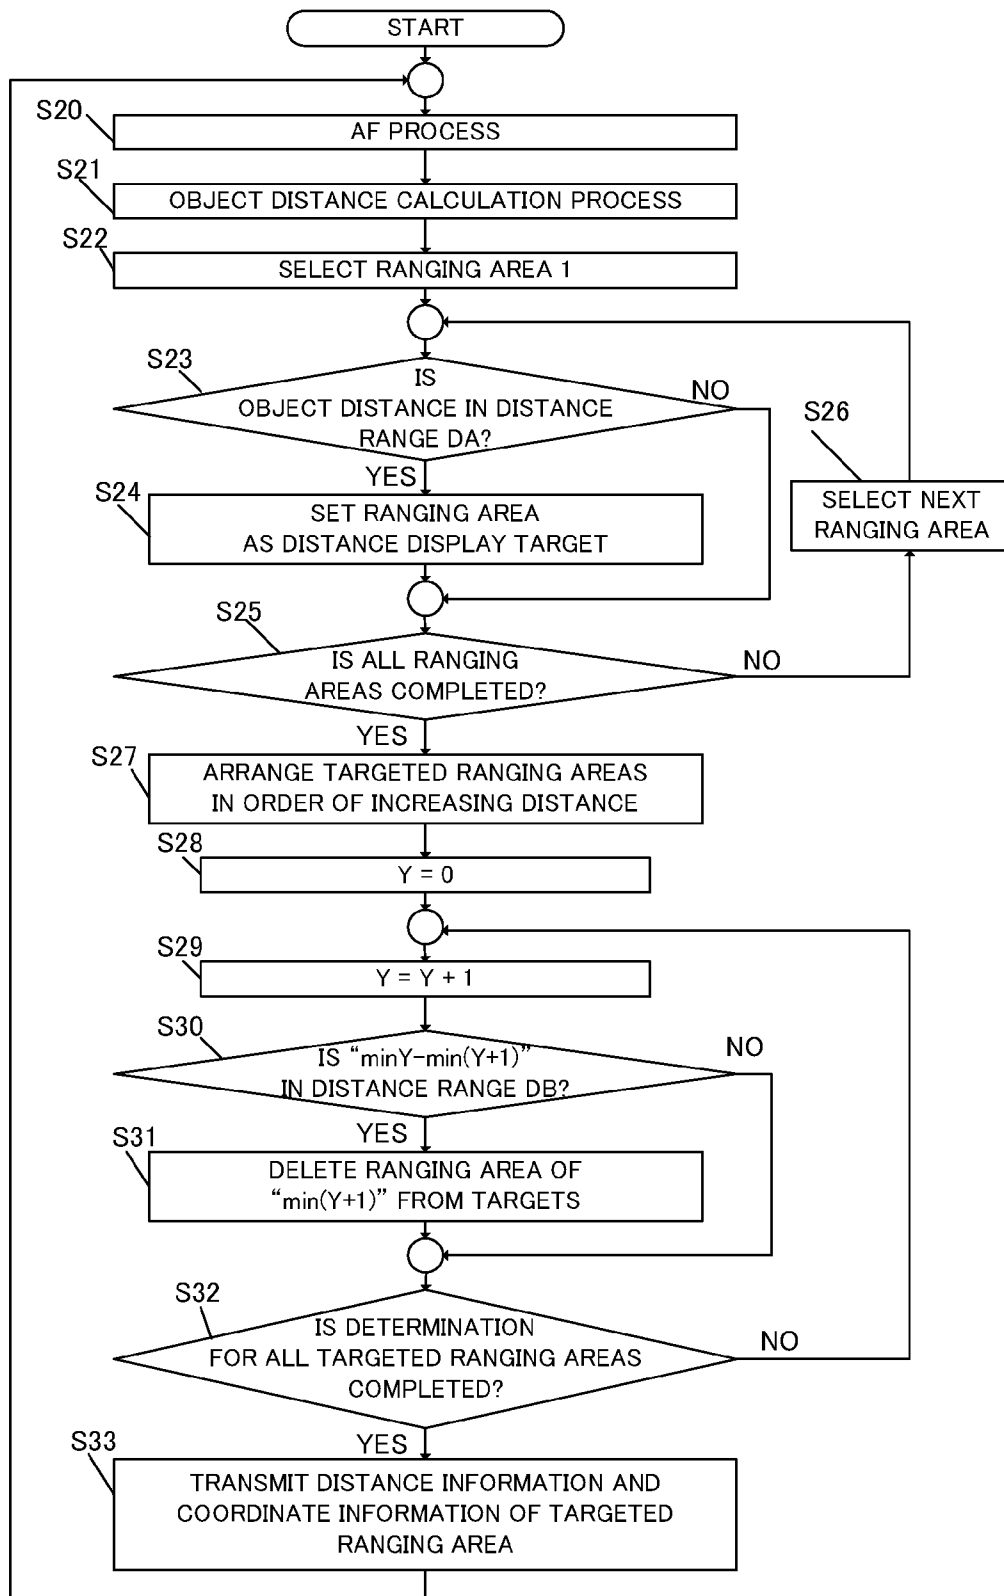 START
S20
AF PROCESS
S21
OBJECT DISTANCE CALCULATION PROCESS
S22
SELECT RANGING AREA 1
S23
IS
OBJECT DISTANCE IN DISTANCE
RANGE DA?
NO
YES
S24
SET RANGING AREA
AS DISTANCE DISPLAY TARGET
S26
SELECT NEXT
RANGING AREA
S25
IS ALL RANGING
AREAS COMPLETED?
NO
YES
S27
ARRANGE TARGETED RANGING AREAS
IN ORDER OF INCREASING DISTANCE
S28
Y = 0
S29
Y = Y + 1
S30
IS “minY-min(Y+1)”
IN DISTANCE RANGE DB?
NO
YES
S31
DELETE RANGING AREA OF
“min(Y+1)” FROM TARGETS
S32
IS DETERMINATION
FOR ALL TARGETED RANGING AREAS
COMPLETED?
NO
YES
S33
TRANSMIT DISTANCE INFORMATION AND
COORDINATE INFORMATION OF TARGETED
RANGING AREA